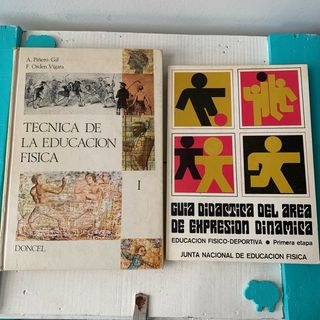 A. Piñero Gil
F. Orden Vigara
TECNICA DE
LA EDUCACION
FISICA
I
DONCEL
GUIA DIDACTICA DEL AREA
DE EXPRESION DINAMICA
EDUCACION FISICO-DEPORTIVA ● Primera etapa
JUNTA NACIONAL DE EDUCACION FISICA